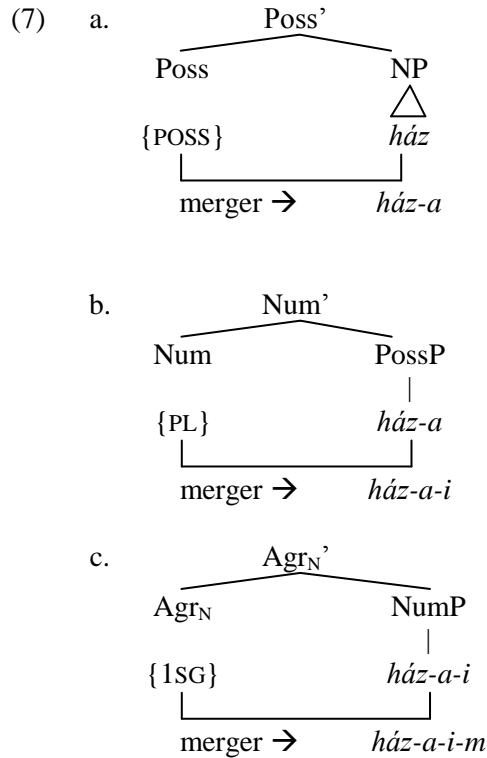 (7) a. Poss’
Poss NP
{POSS} ház
merger → ház-a
b. Num’
Num PossP
{PL} ház-a
merger → ház-a-i
c. AgrN’
AgrN NumP
{1SG} ház-a-i
merger → ház-a-i-m